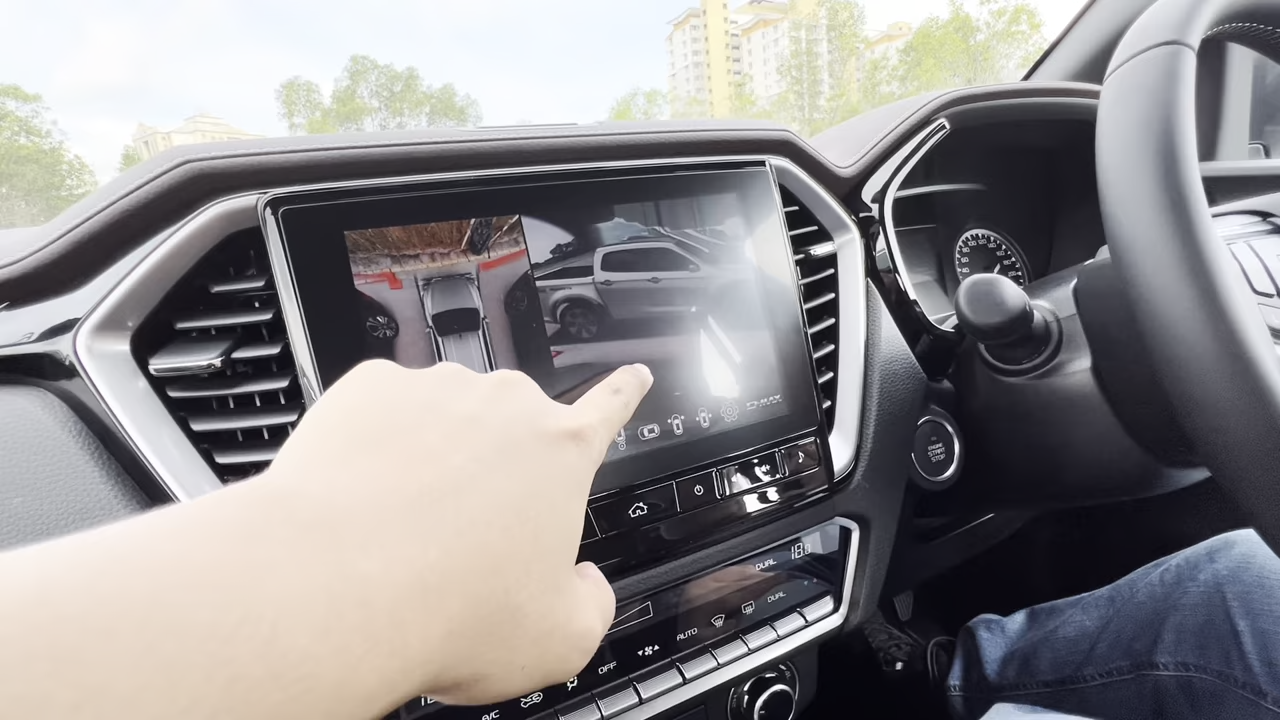 D-MAX
ENGINE
START
STOP
18.0
DUAL
DUAL
AUTO
OFF
A/C